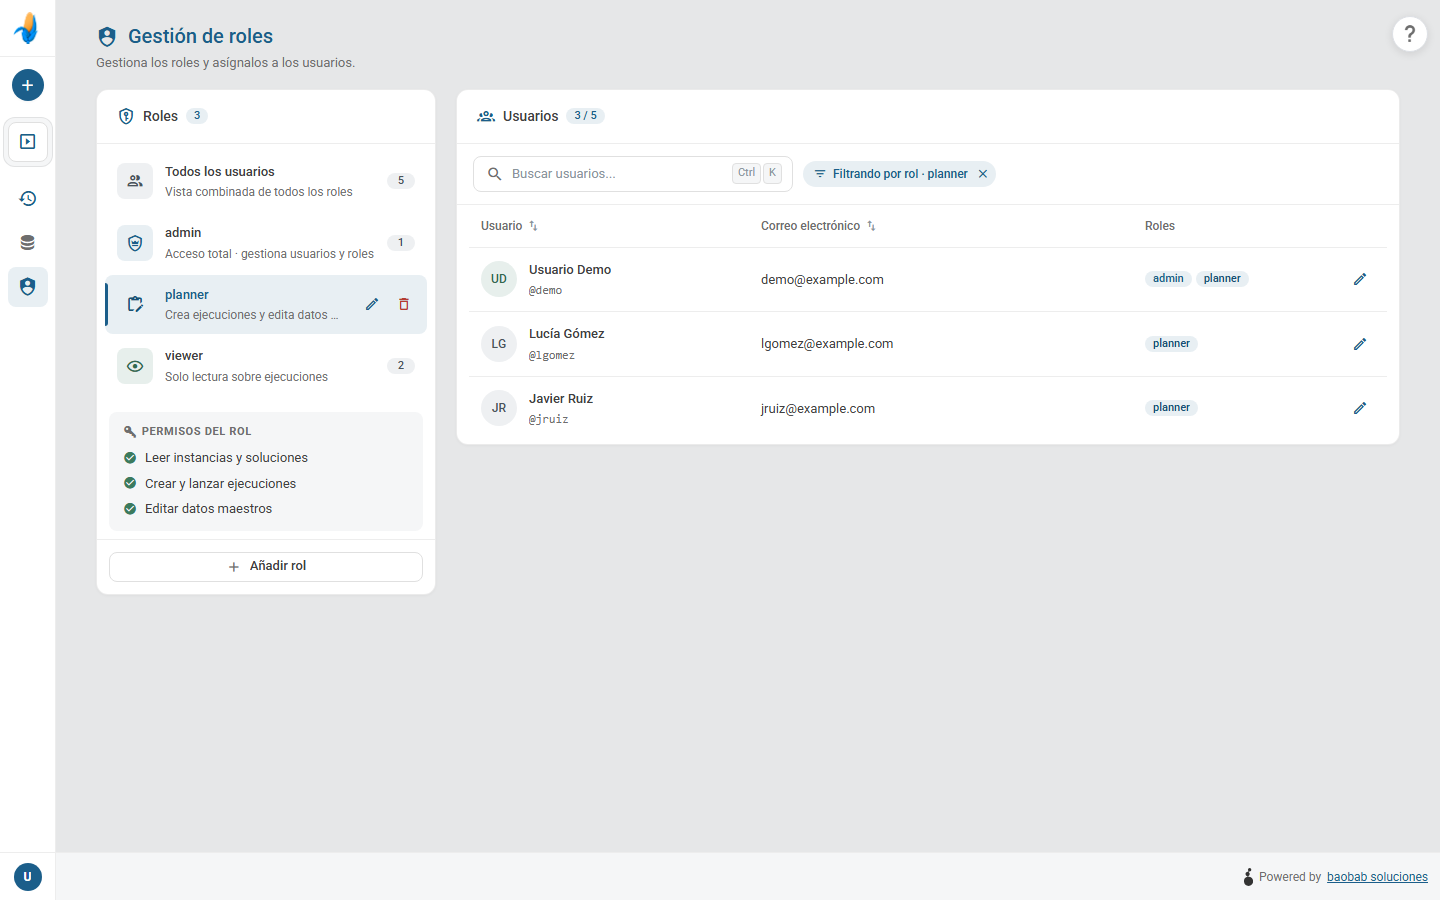 Gestión de roles
Gestiona los roles y asígnalos a los usuarios.
?
Roles 3
Todos los usuarios
Vista combinada de todos los roles
5
admin
Acceso total · gestiona usuarios y roles
1
planner
Crea ejecuciones y edita datos ...
viewer
Solo lectura sobre ejecuciones
2
PERMISOS DEL ROL
Leer instancias y soluciones
Crear y lanzar ejecuciones
Editar datos maestros
Añadir rol
Usuarios 3 / 5
Buscar usuarios... Ctrl K
Filtrando por rol · planner
Usuario Correo electrónico Roles
UD Usuario Demo
@demo
demo@example.com
admin planner
LG Lucía Gómez
@lgomez
lgomez@example.com
planner
JR Javier Ruiz
@jruiz
jruiz@example.com
planner
U
Powered by baobab soluciones